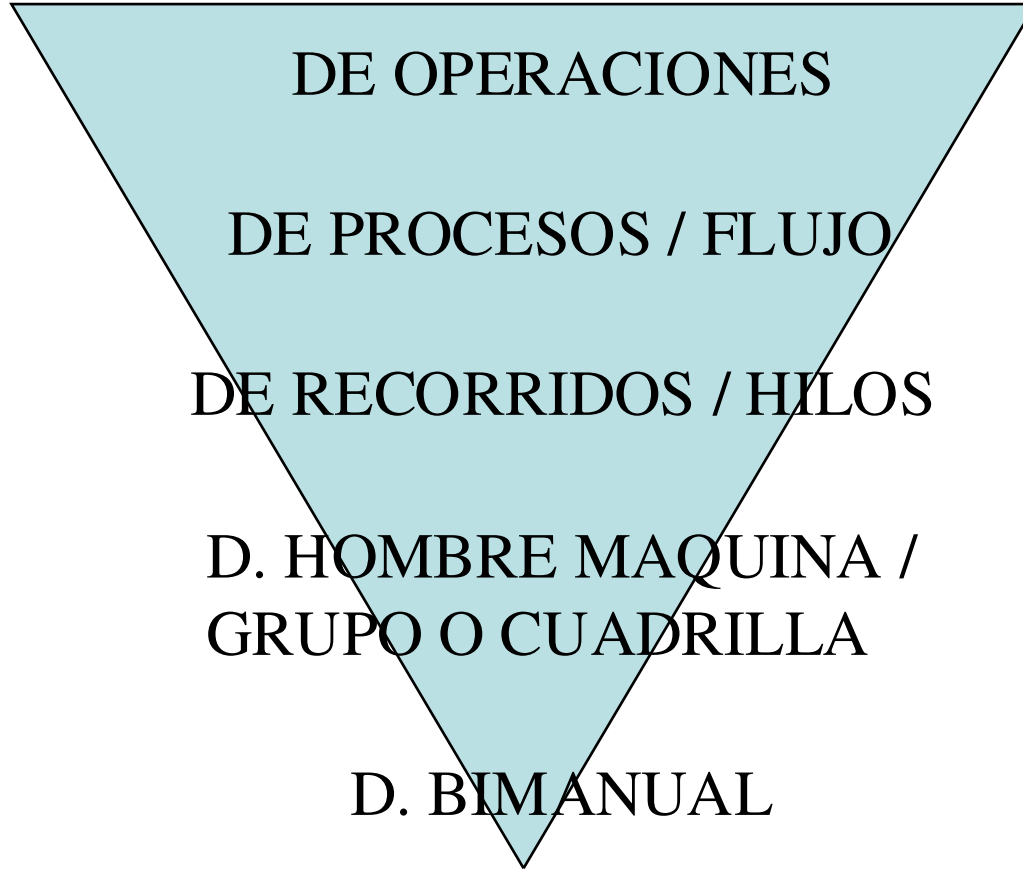 DE OPERACIONES
DE PROCESOS / FLUJO
DE RECORRIDOS / HILOS
D. HOMBRE MAQUINA /
GRUPO O CUADRILLA
D. BIMANUAL